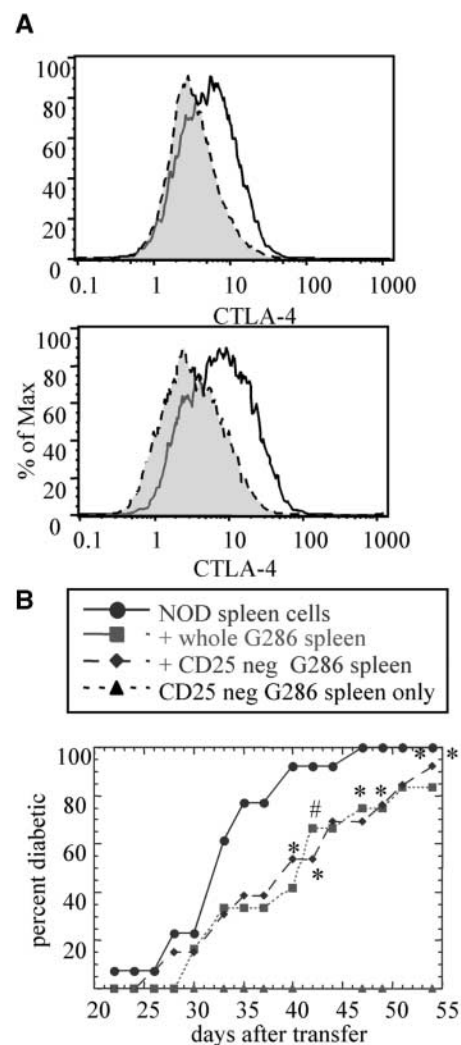 A
100
80
60
40
20
0
0.1 1 10 100 1000
CTLA-4
% of Max
100
80
60
40
20
0
0.1 1 10 100 1000
CTLA-4
B
NOD spleen cells
+ whole G286 spleen
+ CD25 neg G286 spleen
CD25 neg G286 spleen only
percent diabetic
100
80
60
40
20
* # * * * * *
20 25 30 35 40 45 50 55
days after transfer